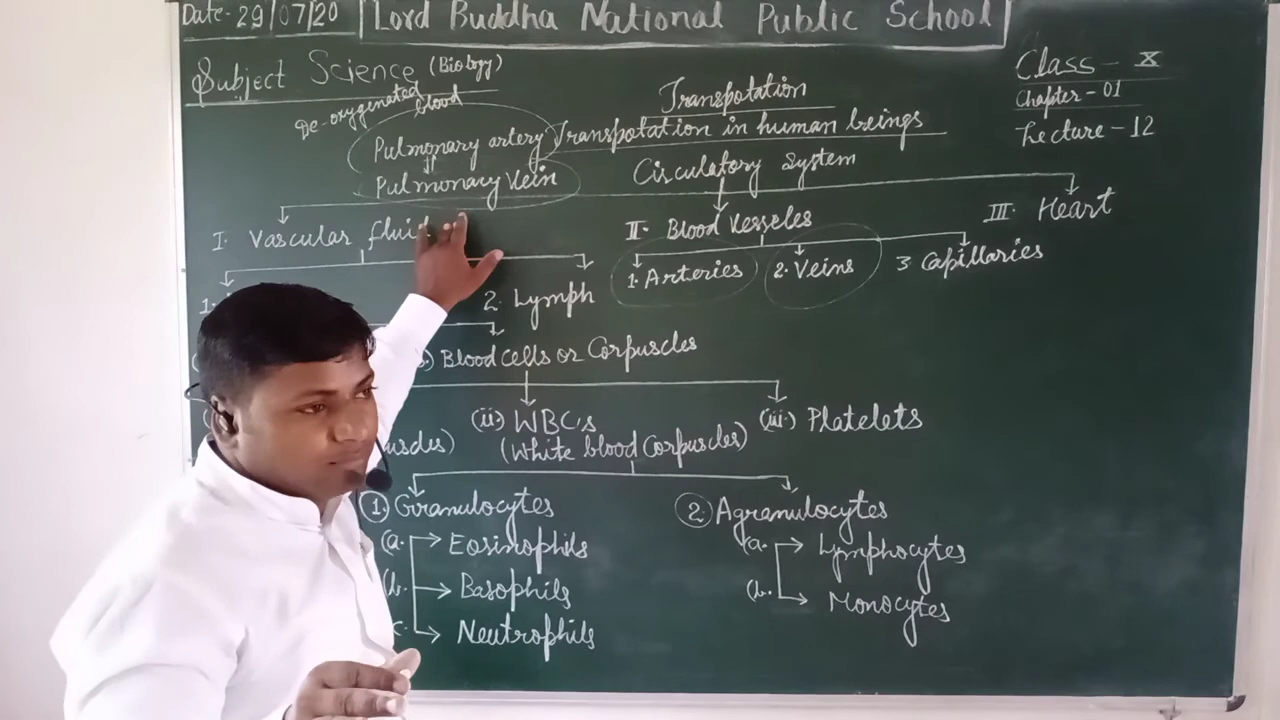 Date - 29/07/20
Lord Buddha National Public School
Subject Science (Biology)
Class - X
Chapter - 01
Lecture - 12
De-oxygenated
blood
Transpotation
Pulmonary artery
Transpotation in human beings
Pulmonary Vein
Circulatory System
I. Vascular fluid
II. Blood Vesseles
III. Heart
1. Arteries
2. Veins
3 Capillaries
1.
2. Lymph
Blood cells or Corpuscles
(ii) WBCs
(iii) Platelets
(White blood Corpuscles)
1. Granulocytes
2. Agranulocytes
(a. Eosinophils
(a. Lymphocytes
(b. Basophils
(b. Monocytes
c. Neutrophils